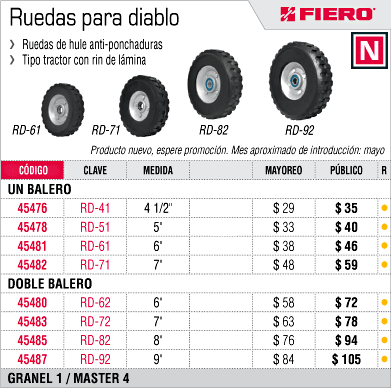 Ruedas para diablo
FIERO®
› Ruedas de hule anti-ponchaduras
› Tipo tractor con rin de lámina
N
RD-61 RD-71 RD-82 RD-92
Producto nuevo, espere promoción. Mes aproximado de introducción: mayo
CÓDIGO CLAVE MEDIDA MAYOREO PÚBLICO R
UN BALERO
45476 RD-41 4 1/2" $ 29 $ 35
45478 RD-51 5" $ 33 $ 40
45481 RD-61 6" $ 38 $ 46
45482 RD-71 7" $ 48 $ 59
DOBLE BALERO
45480 RD-62 6" $ 58 $ 72
45483 RD-72 7" $ 63 $ 78
45485 RD-82 8" $ 76 $ 94
45487 RD-92 9" $ 84 $ 105
GRANEL 1 / MASTER 4